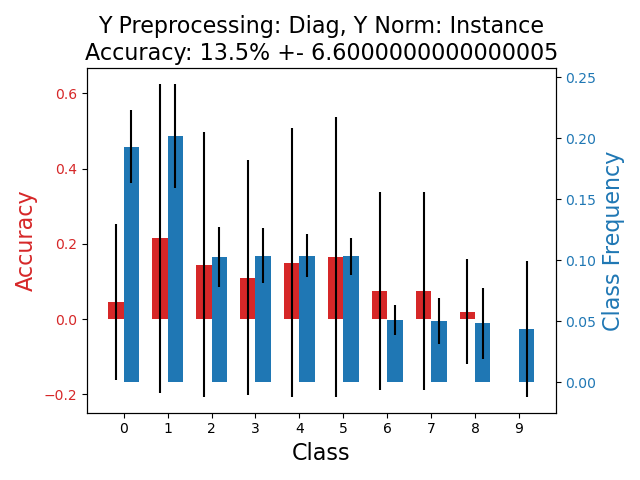 Y Preprocessing: Diag, Y Norm: Instance
Accuracy: 13.5% +- 6.6000000000000005
0.6
0.4
0.2
0.0
−0.2
Accuracy
0.25
0.20
0.15
0.10
0.05
0.00
Class Frequency
0 1 2 3 4 5 6 7 8 9
Class